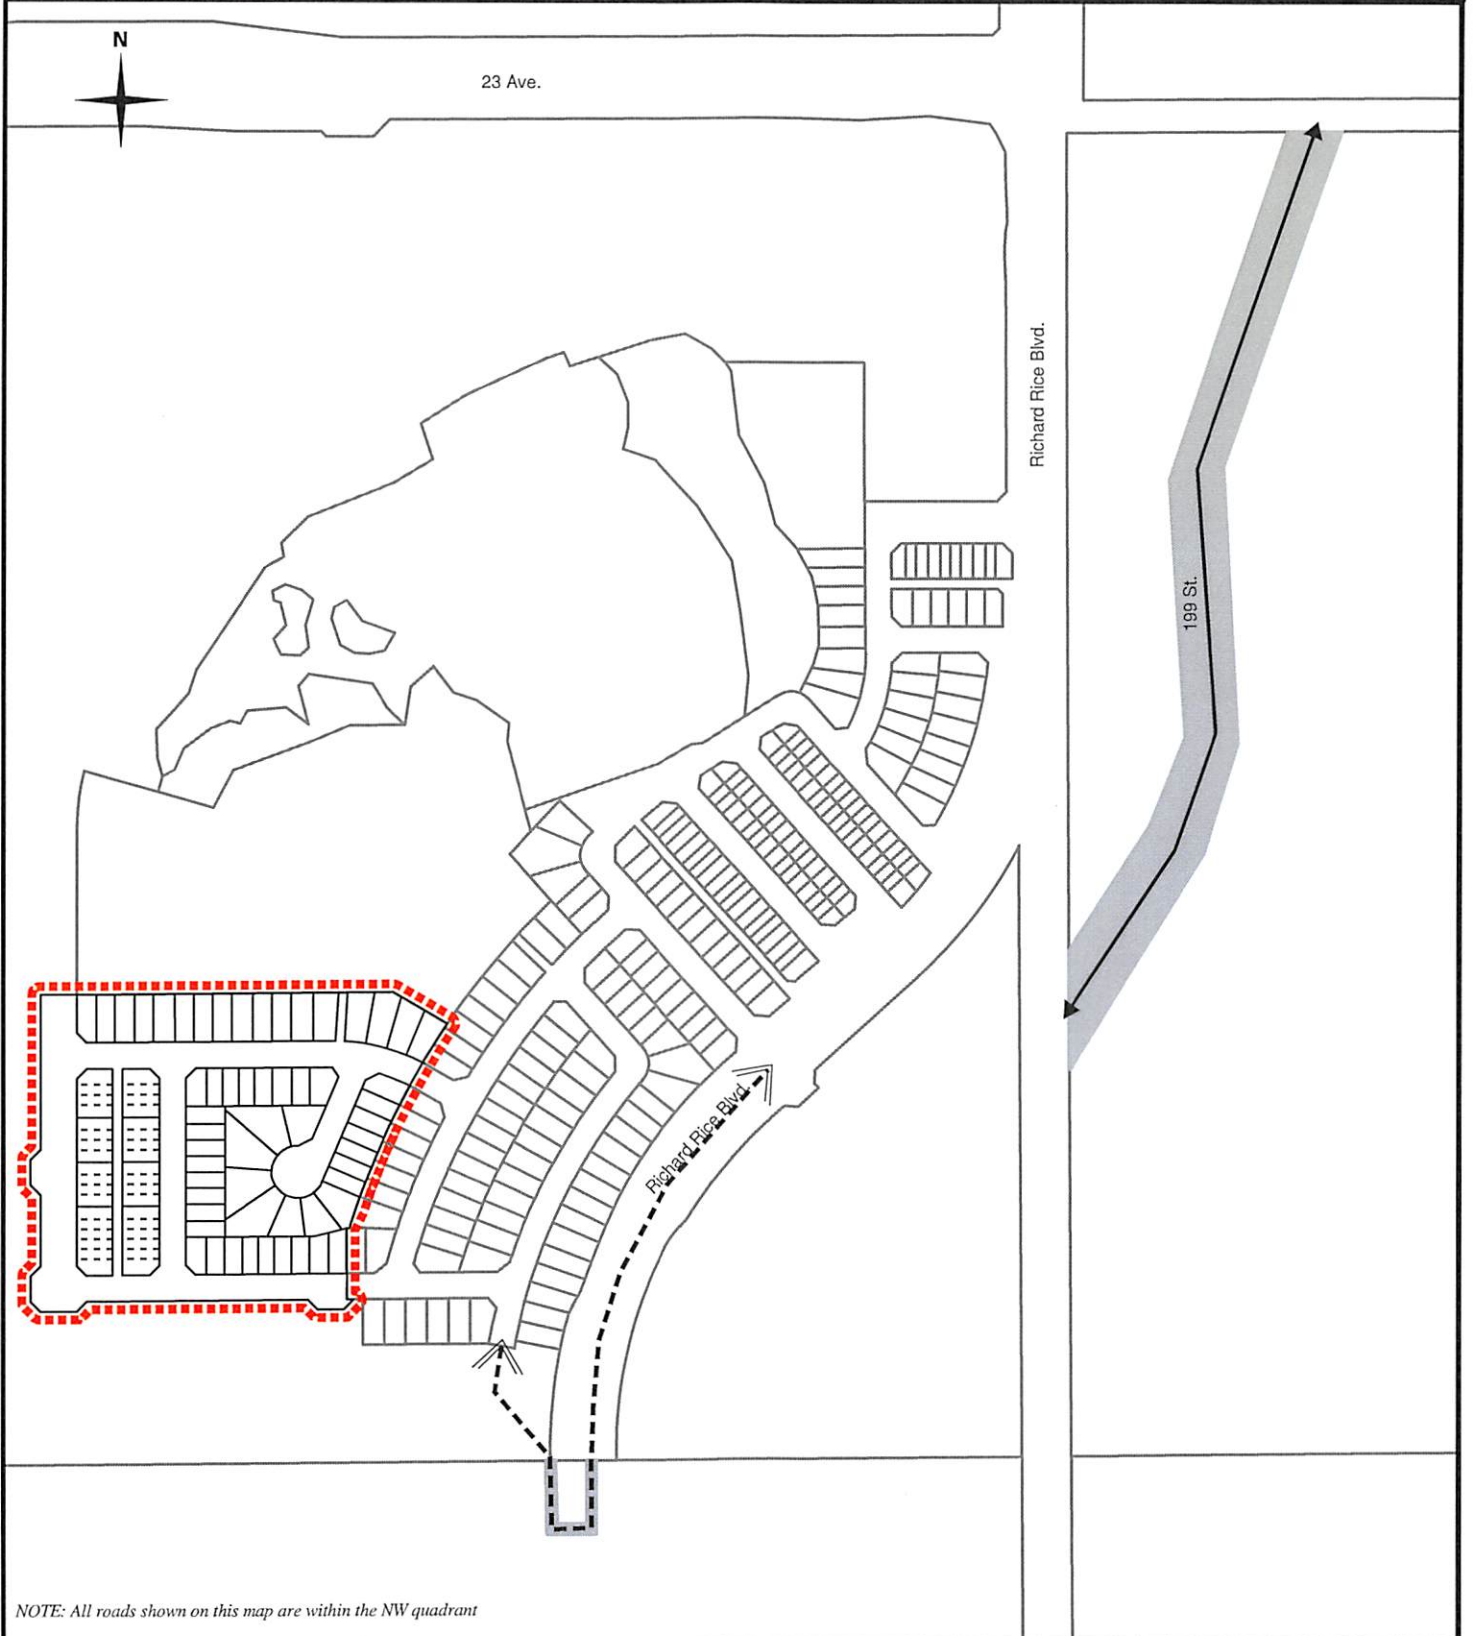 N
23 Ave.
Richard Rice Blvd.
199 St.
Richard Rice Blvd.
NOTE: All roads shown on this map are within the NW quadrant